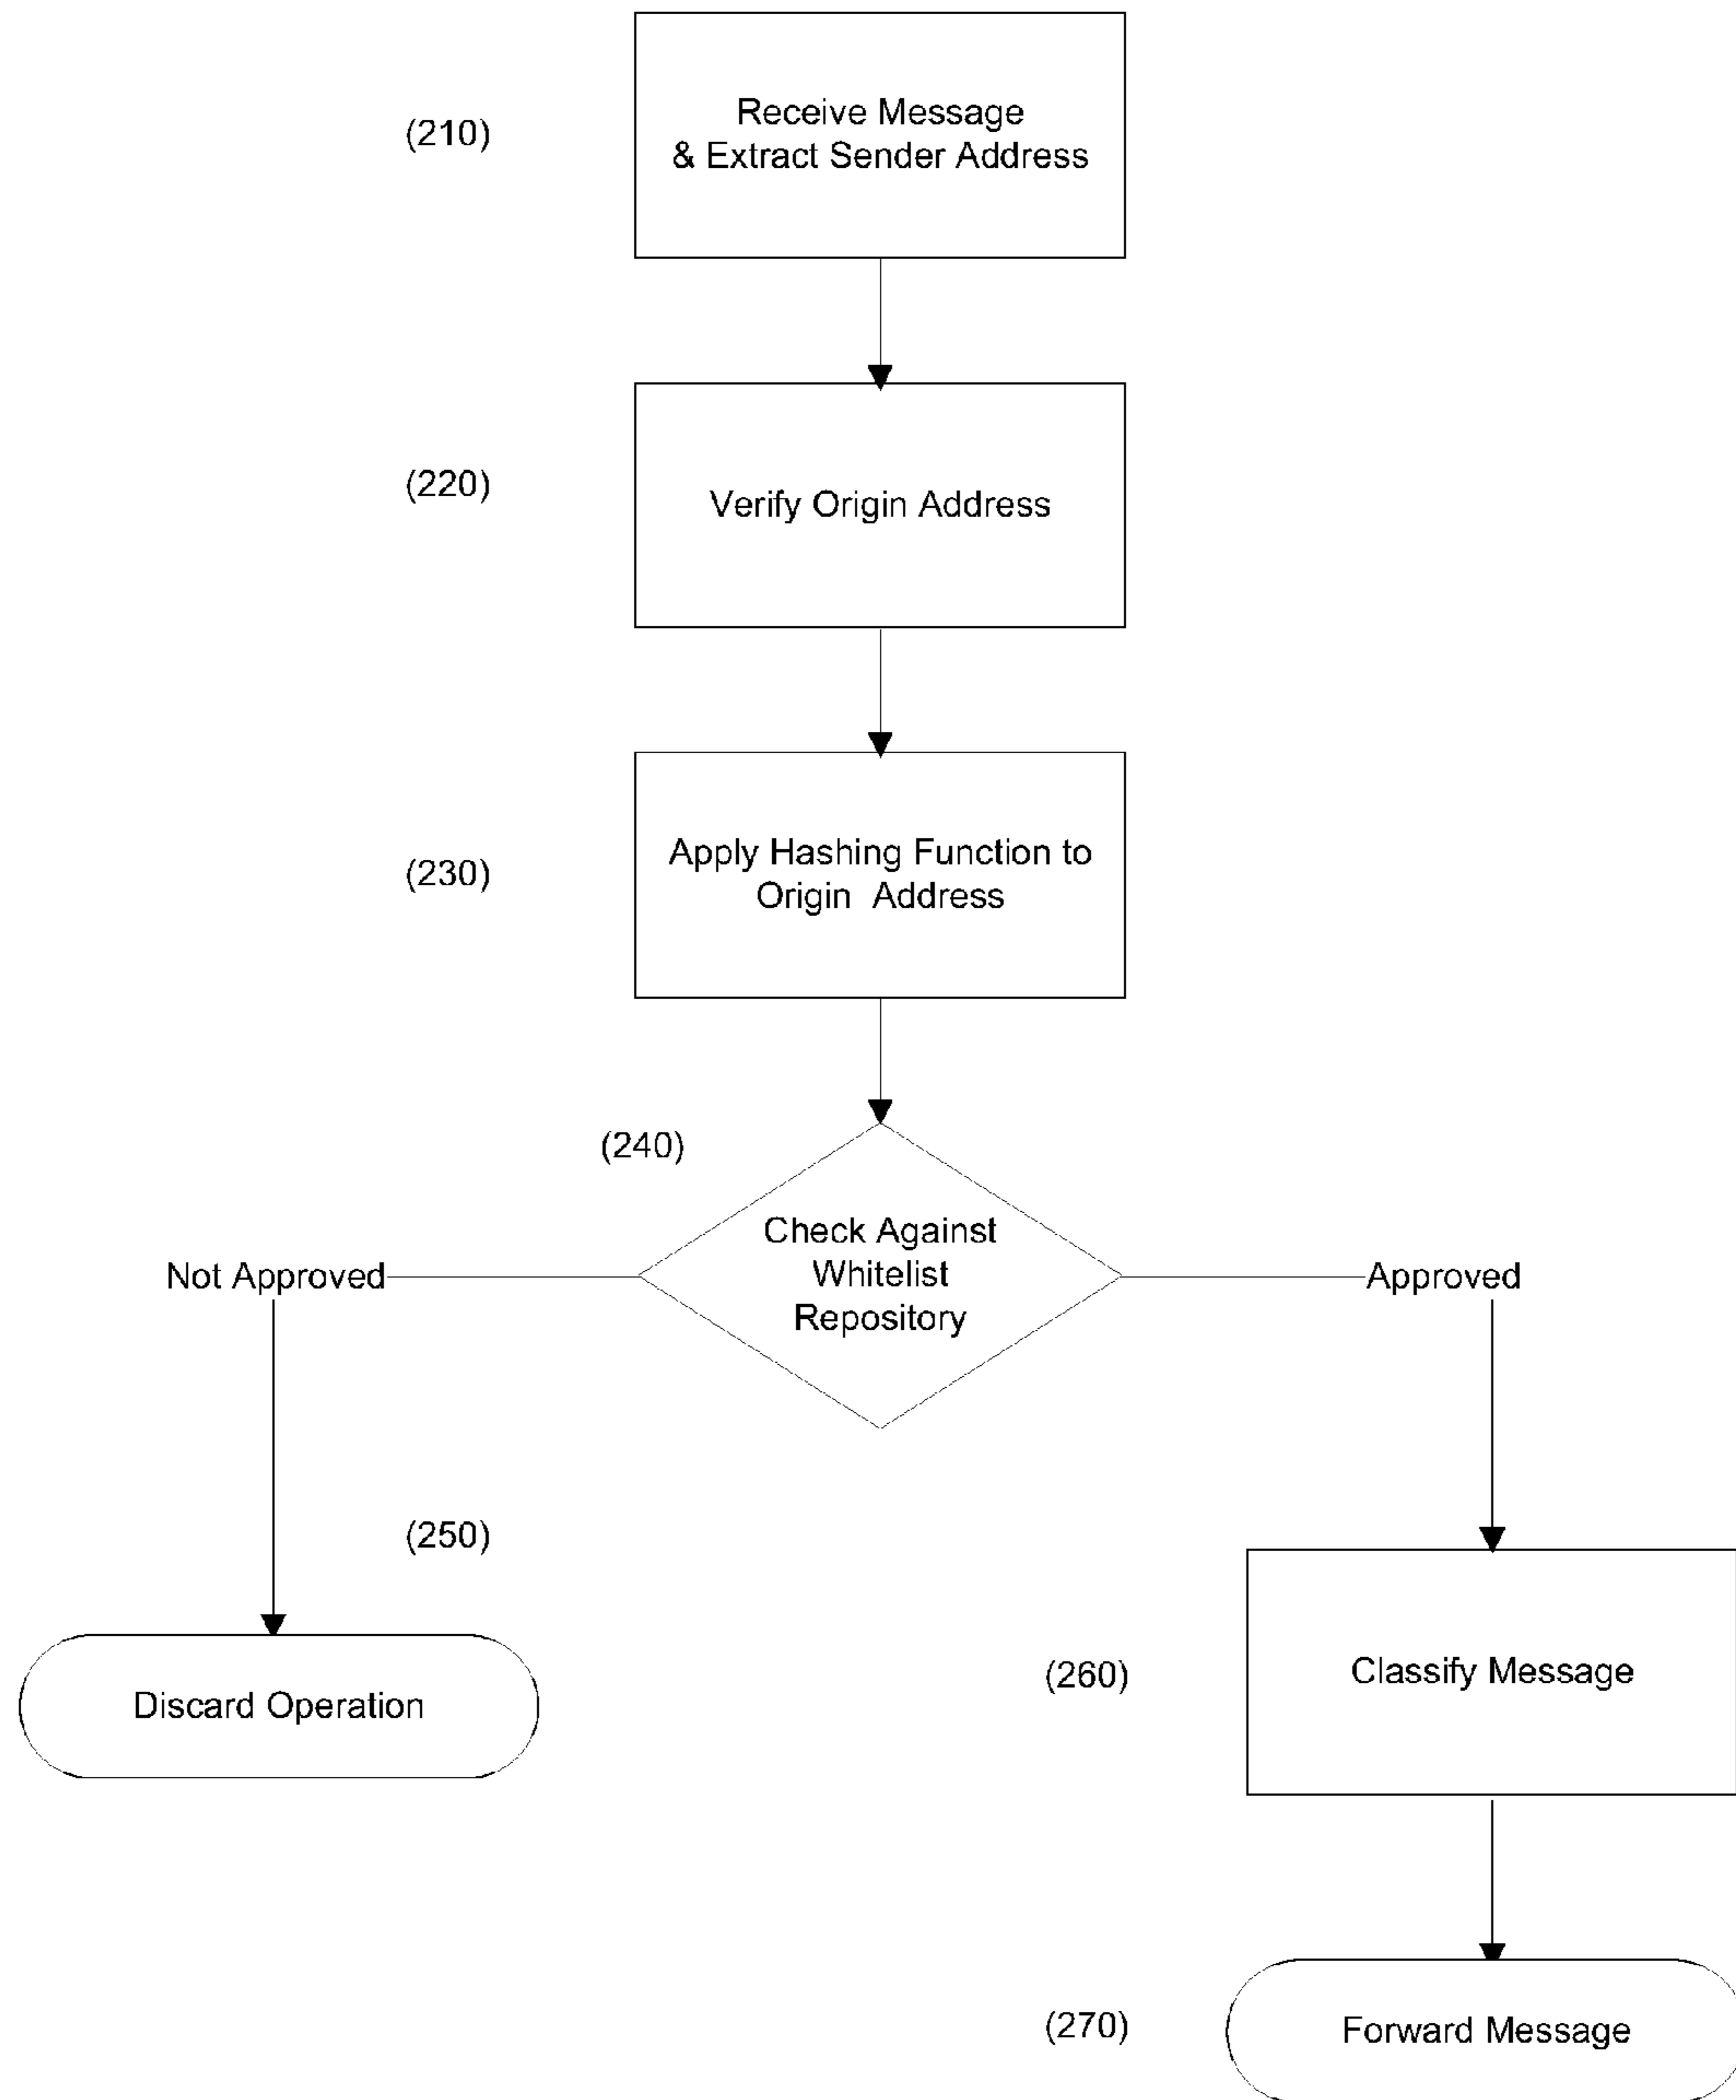 (210)
Receive Message
& Extract Sender Address
(220)
Verify Origin Address
(230)
Apply Hashing Function to
Origin Address
(240)
Check Against
Whitelist
Repository
Not Approved
Approved
(250)
Discard Operation
(260)
Classify Message
(270)
Forward Message